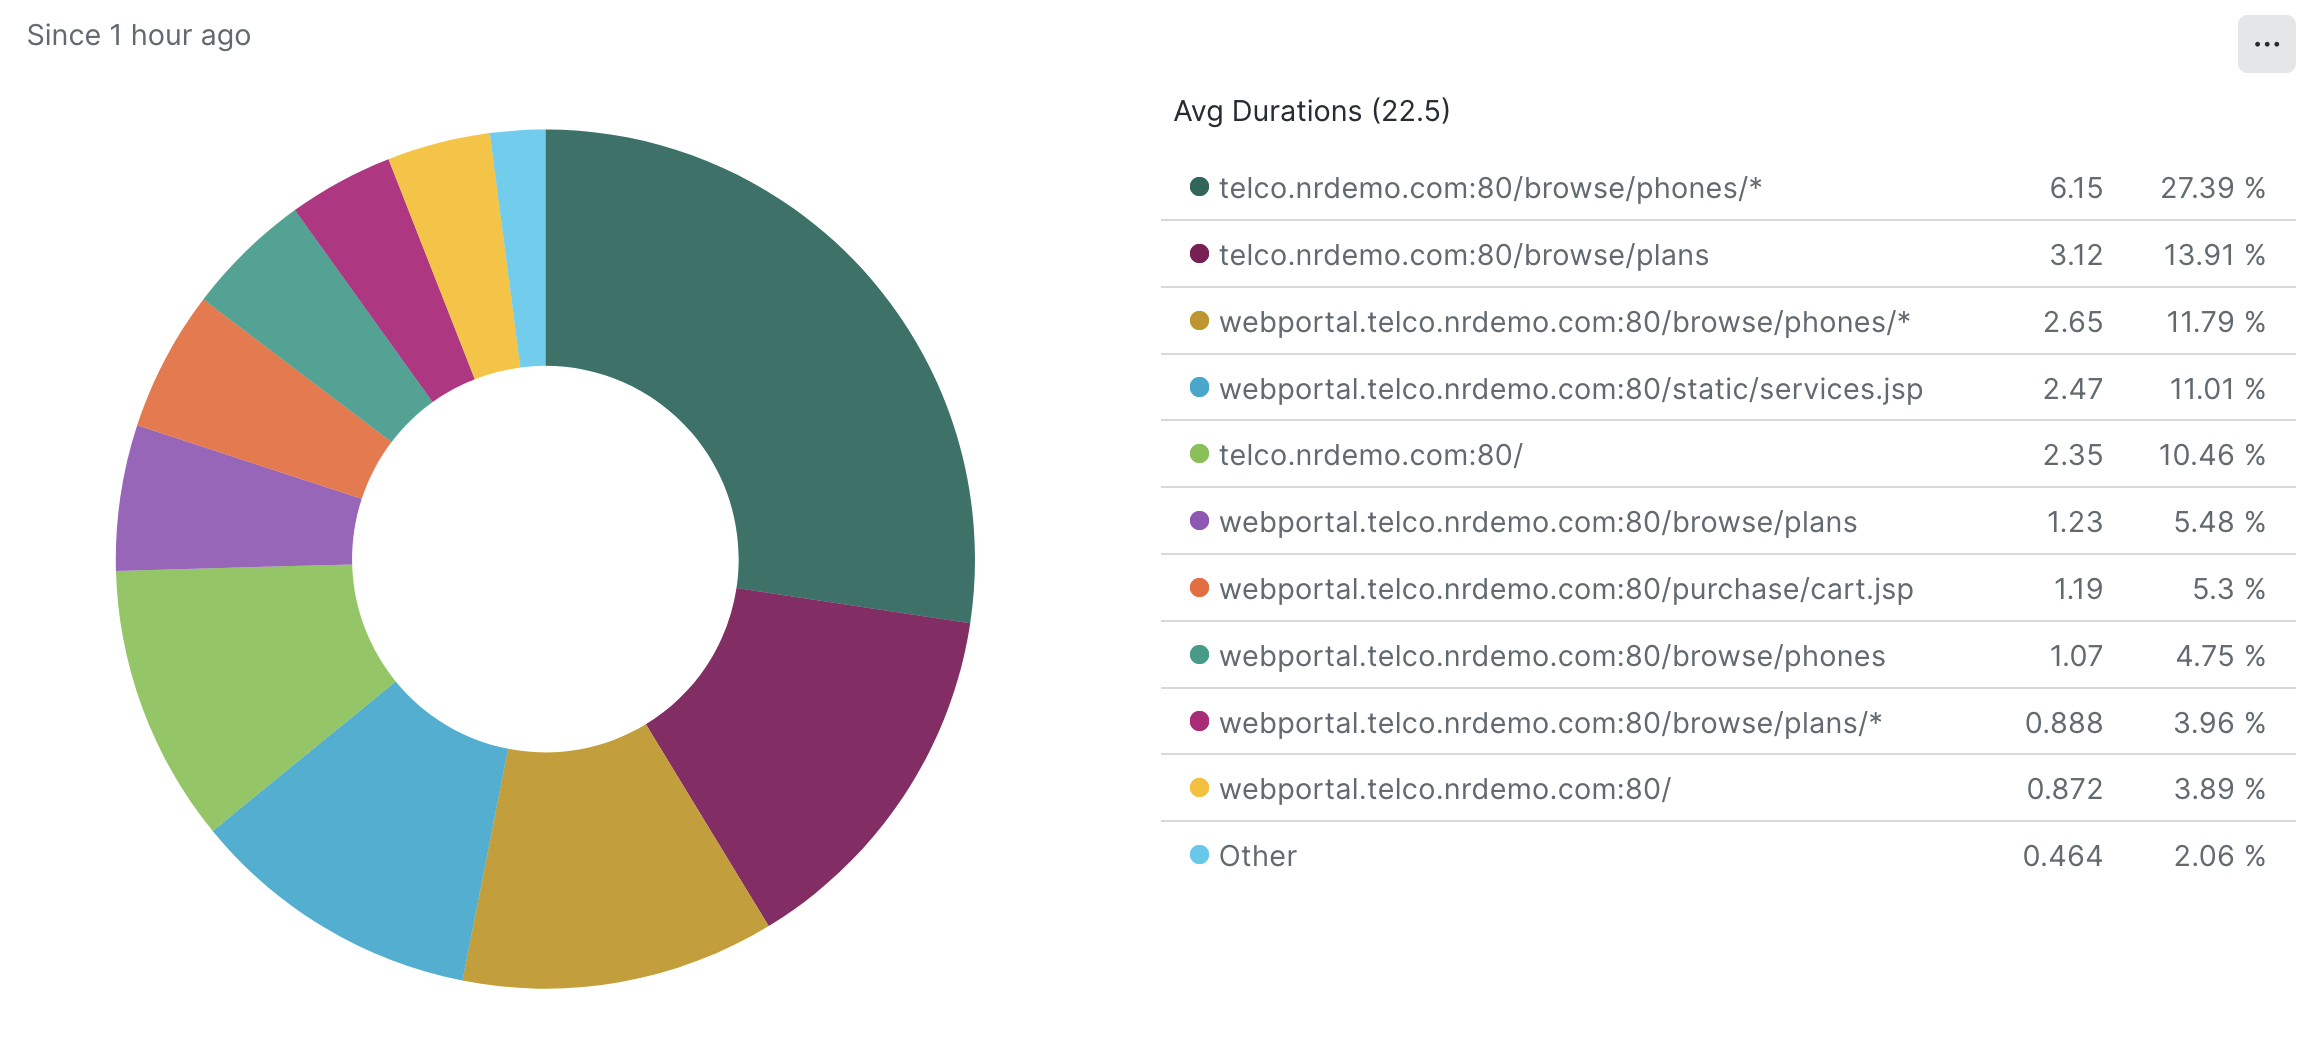 Since 1 hour ago
...
Avg Durations (22.5)
telco.nrdemo.com:80/browse/phones/* 6.15 27.39 %
telco.nrdemo.com:80/browse/plans 3.12 13.91 %
webportal.telco.nrdemo.com:80/browse/phones/* 2.65 11.79 %
webportal.telco.nrdemo.com:80/static/services.jsp 2.47 11.01 %
telco.nrdemo.com:80/ 2.35 10.46 %
webportal.telco.nrdemo.com:80/browse/plans 1.23 5.48 %
webportal.telco.nrdemo.com:80/purchase/cart.jsp 1.19 5.3 %
webportal.telco.nrdemo.com:80/browse/phones 1.07 4.75 %
webportal.telco.nrdemo.com:80/browse/plans/* 0.888 3.96 %
webportal.telco.nrdemo.com:80/ 0.872 3.89 %
Other 0.464 2.06 %